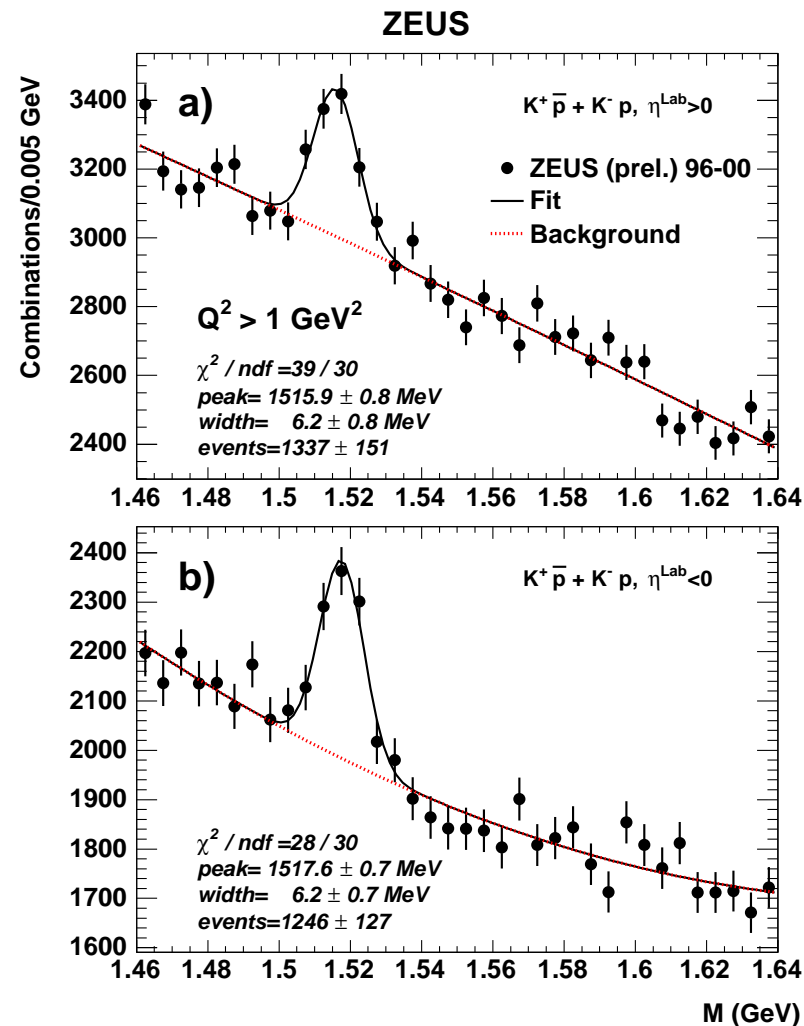 ZEUS
Combinations/0.005 GeV
a)
K⁺ p̅ + K⁻ p, η^Lab>0
ZEUS (prel.) 96-00
Fit
Background
Q² > 1 GeV²
χ² / ndf =39 / 30
peak= 1515.9 ± 0.8 MeV
width= 6.2 ± 0.8 MeV
events=1337 ± 151
3400
3200
3000
2800
2600
2400
1.46 1.48 1.5 1.52 1.54 1.56 1.58 1.6 1.62 1.64
b)
K⁺ p̅ + K⁻ p, η^Lab<0
χ² / ndf =28 / 30
peak= 1517.6 ± 0.7 MeV
width= 6.2 ± 0.7 MeV
events=1246 ± 127
2400
2300
2200
2100
2000
1900
1800
1700
1600
1.46 1.48 1.5 1.52 1.54 1.56 1.58 1.6 1.62 1.64
M (GeV)